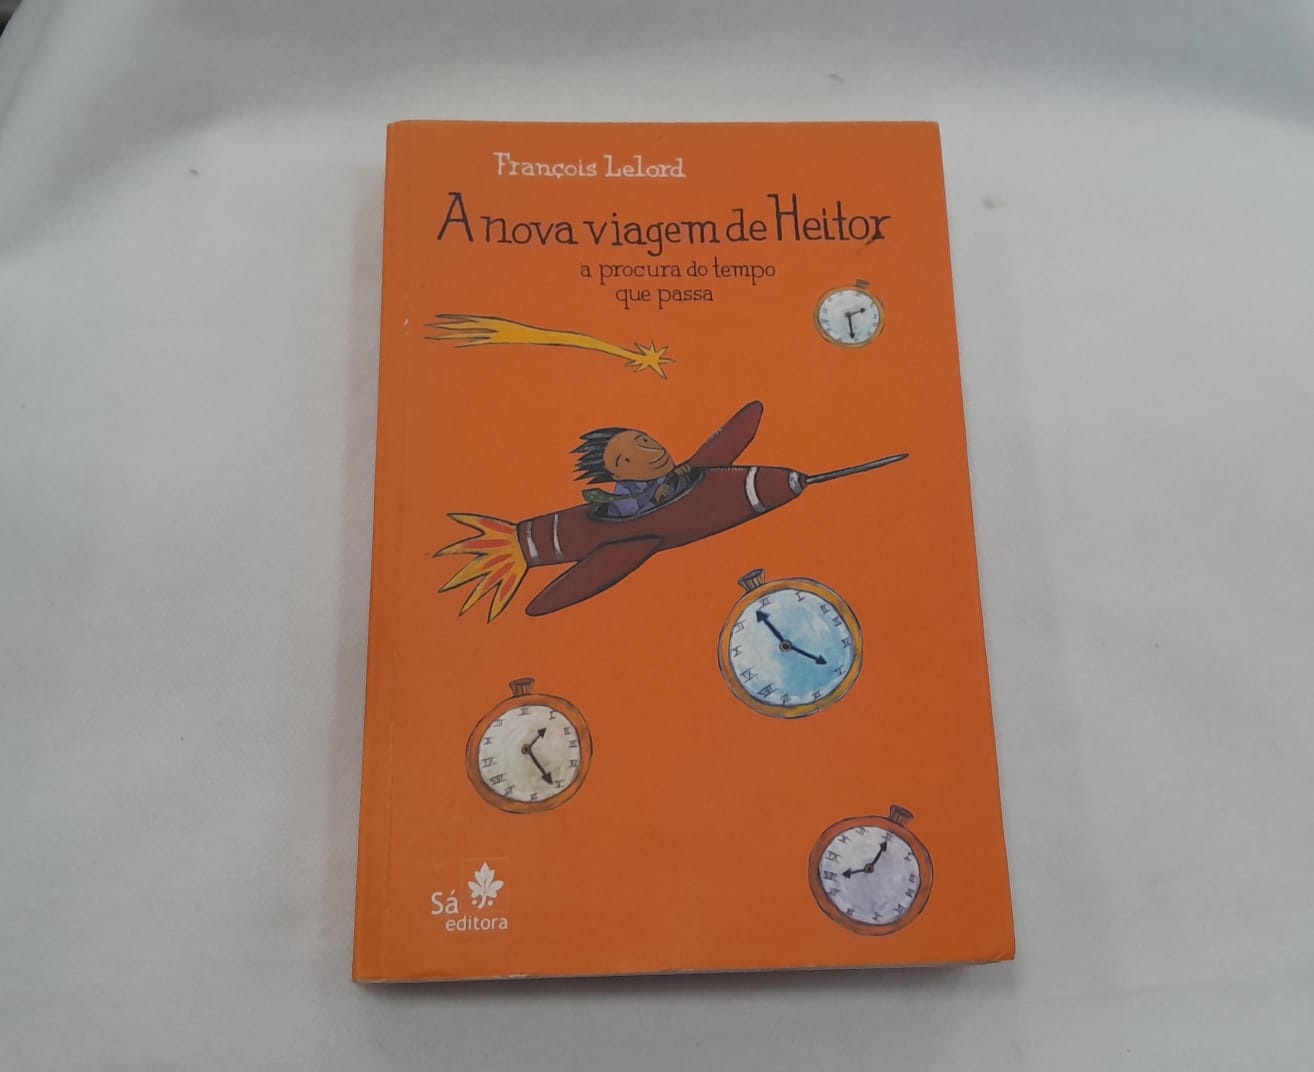 François Lelord
A nova viagem de Heitor
a procura do tempo
que passa
Sá
editora